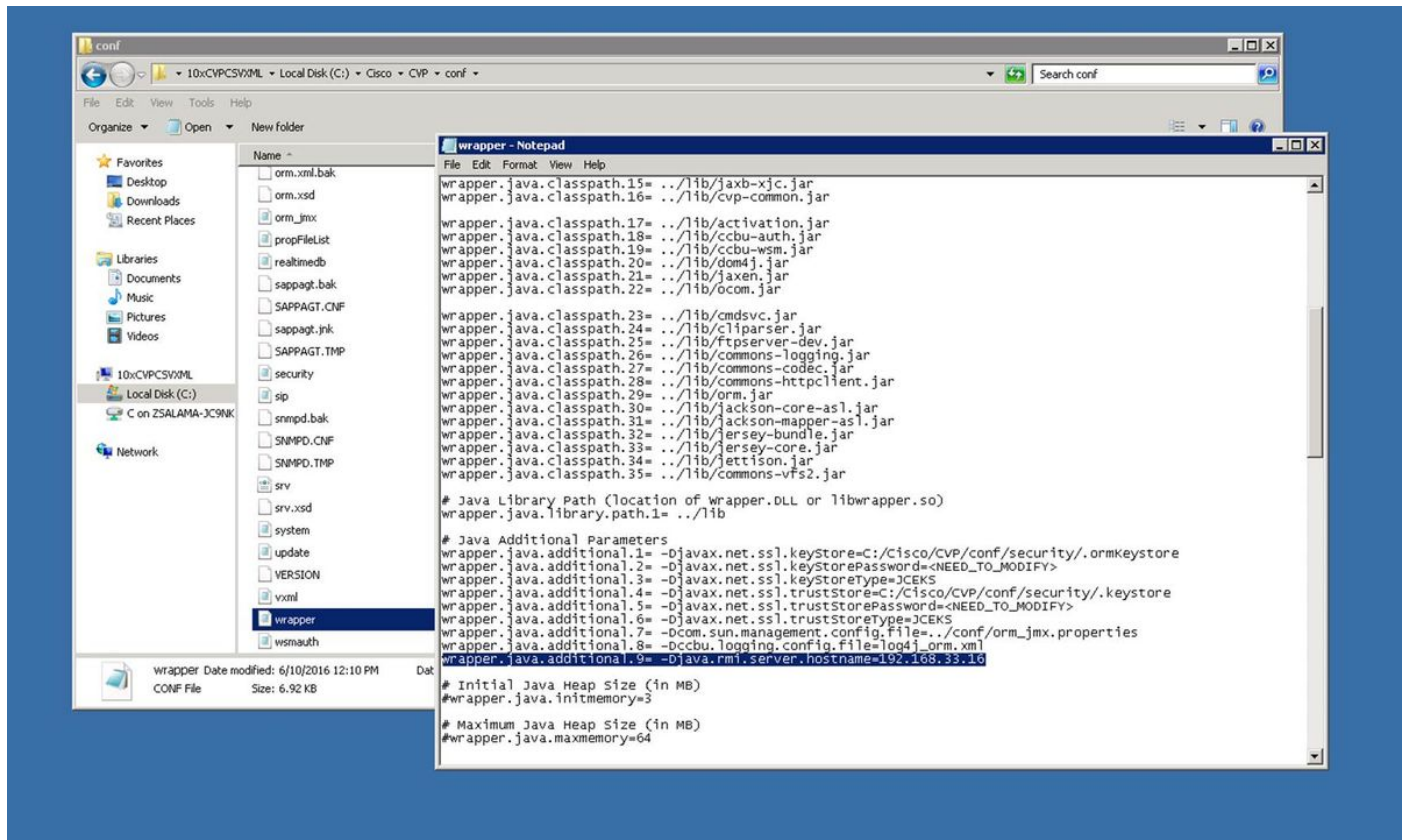 conf
10xCVPCSVXML Local Disk (C:) Cisco CVP conf
Search conf
File Edit View Tools Help
Organize Open New folder
Favorites
Desktop
Downloads
Recent Places
Libraries
Documents
Music
Pictures
Videos
10xCVPCSVXML
Local Disk (C:)
C on ZSALAMA-JC9NK
Network
Name
orm.xml.bak
orm.xsd
orm_jmx
propFileList
realtimedb
sappagt.bak
SAPPAGT.CNF
sappagt.jnk
SAPPAGT.TMP
security
sip
snmpd.bak
SNMPD.CNF
SNMPD.TMP
srv
srv.xsd
system
update
VERSION
vxml
wrapper
wsmauth
wrapper Date modified: 6/10/2016 12:10 PM Dat
CONF File Size: 6.92 KB
wrapper - Notepad
File Edit Format View Help
wrapper.java.classpath.15= ../lib/jaxb-xjc.jar
wrapper.java.classpath.16= ../lib/cvp-common.jar
wrapper.java.classpath.17= ../lib/activation.jar
wrapper.java.classpath.18= ../lib/ccbu-auth.jar
wrapper.java.classpath.19= ../lib/ccbu-wsm.jar
wrapper.java.classpath.20= ../lib/dom4j.jar
wrapper.java.classpath.21= ../lib/jaxen.jar
wrapper.java.classpath.22= ../lib/ocom.jar
wrapper.java.classpath.23= ../lib/cmdsvc.jar
wrapper.java.classpath.24= ../lib/cliparser.jar
wrapper.java.classpath.25= ../lib/ftpserver-dev.jar
wrapper.java.classpath.26= ../lib/commons-logging.jar
wrapper.java.classpath.27= ../lib/commons-codec.jar
wrapper.java.classpath.28= ../lib/commons-httpclient.jar
wrapper.java.classpath.29= ../lib/orm.jar
wrapper.java.classpath.30= ../lib/jackson-core-asl.jar
wrapper.java.classpath.31= ../lib/jackson-mapper-asl.jar
wrapper.java.classpath.32= ../lib/jersey-bundle.jar
wrapper.java.classpath.33= ../lib/jersey-core.jar
wrapper.java.classpath.34= ../lib/jettison.jar
wrapper.java.classpath.35= ../lib/commons-vfs2.jar
# Java Library Path (location of Wrapper.DLL or libwrapper.so)
wrapper.java.library.path.1= ../lib
# Java Additional Parameters
wrapper.java.additional.1= -Djavax.net.ssl.keyStore=C:/Cisco/CVP/conf/security/.ormKeystore
wrapper.java.additional.2= -Djavax.net.ssl.keyStorePassword=<NEED_TO_MODIFY>
wrapper.java.additional.3= -Djavax.net.ssl.keyStoreType=JCEKS
wrapper.java.additional.4= -Djavax.net.ssl.trustStore=C:/Cisco/CVP/conf/security/.keystore
wrapper.java.additional.5= -Djavax.net.ssl.trustStorePassword=<NEED_TO_MODIFY>
wrapper.java.additional.6= -Djavax.net.ssl.trustStoreType=JCEKS
wrapper.java.additional.7= -Dcom.sun.management.config.file=../conf/orm_jmx.properties
wrapper.java.additional.8= -Dccbu.logging.config.file=log4j_orm.xml
wrapper.java.additional.9= -Djava.rmi.server.hostname=192.168.33.16
# Initial Java Heap Size (in MB)
#wrapper.java.initmemory=3
# Maximum Java Heap Size (in MB)
#wrapper.java.maxmemory=64